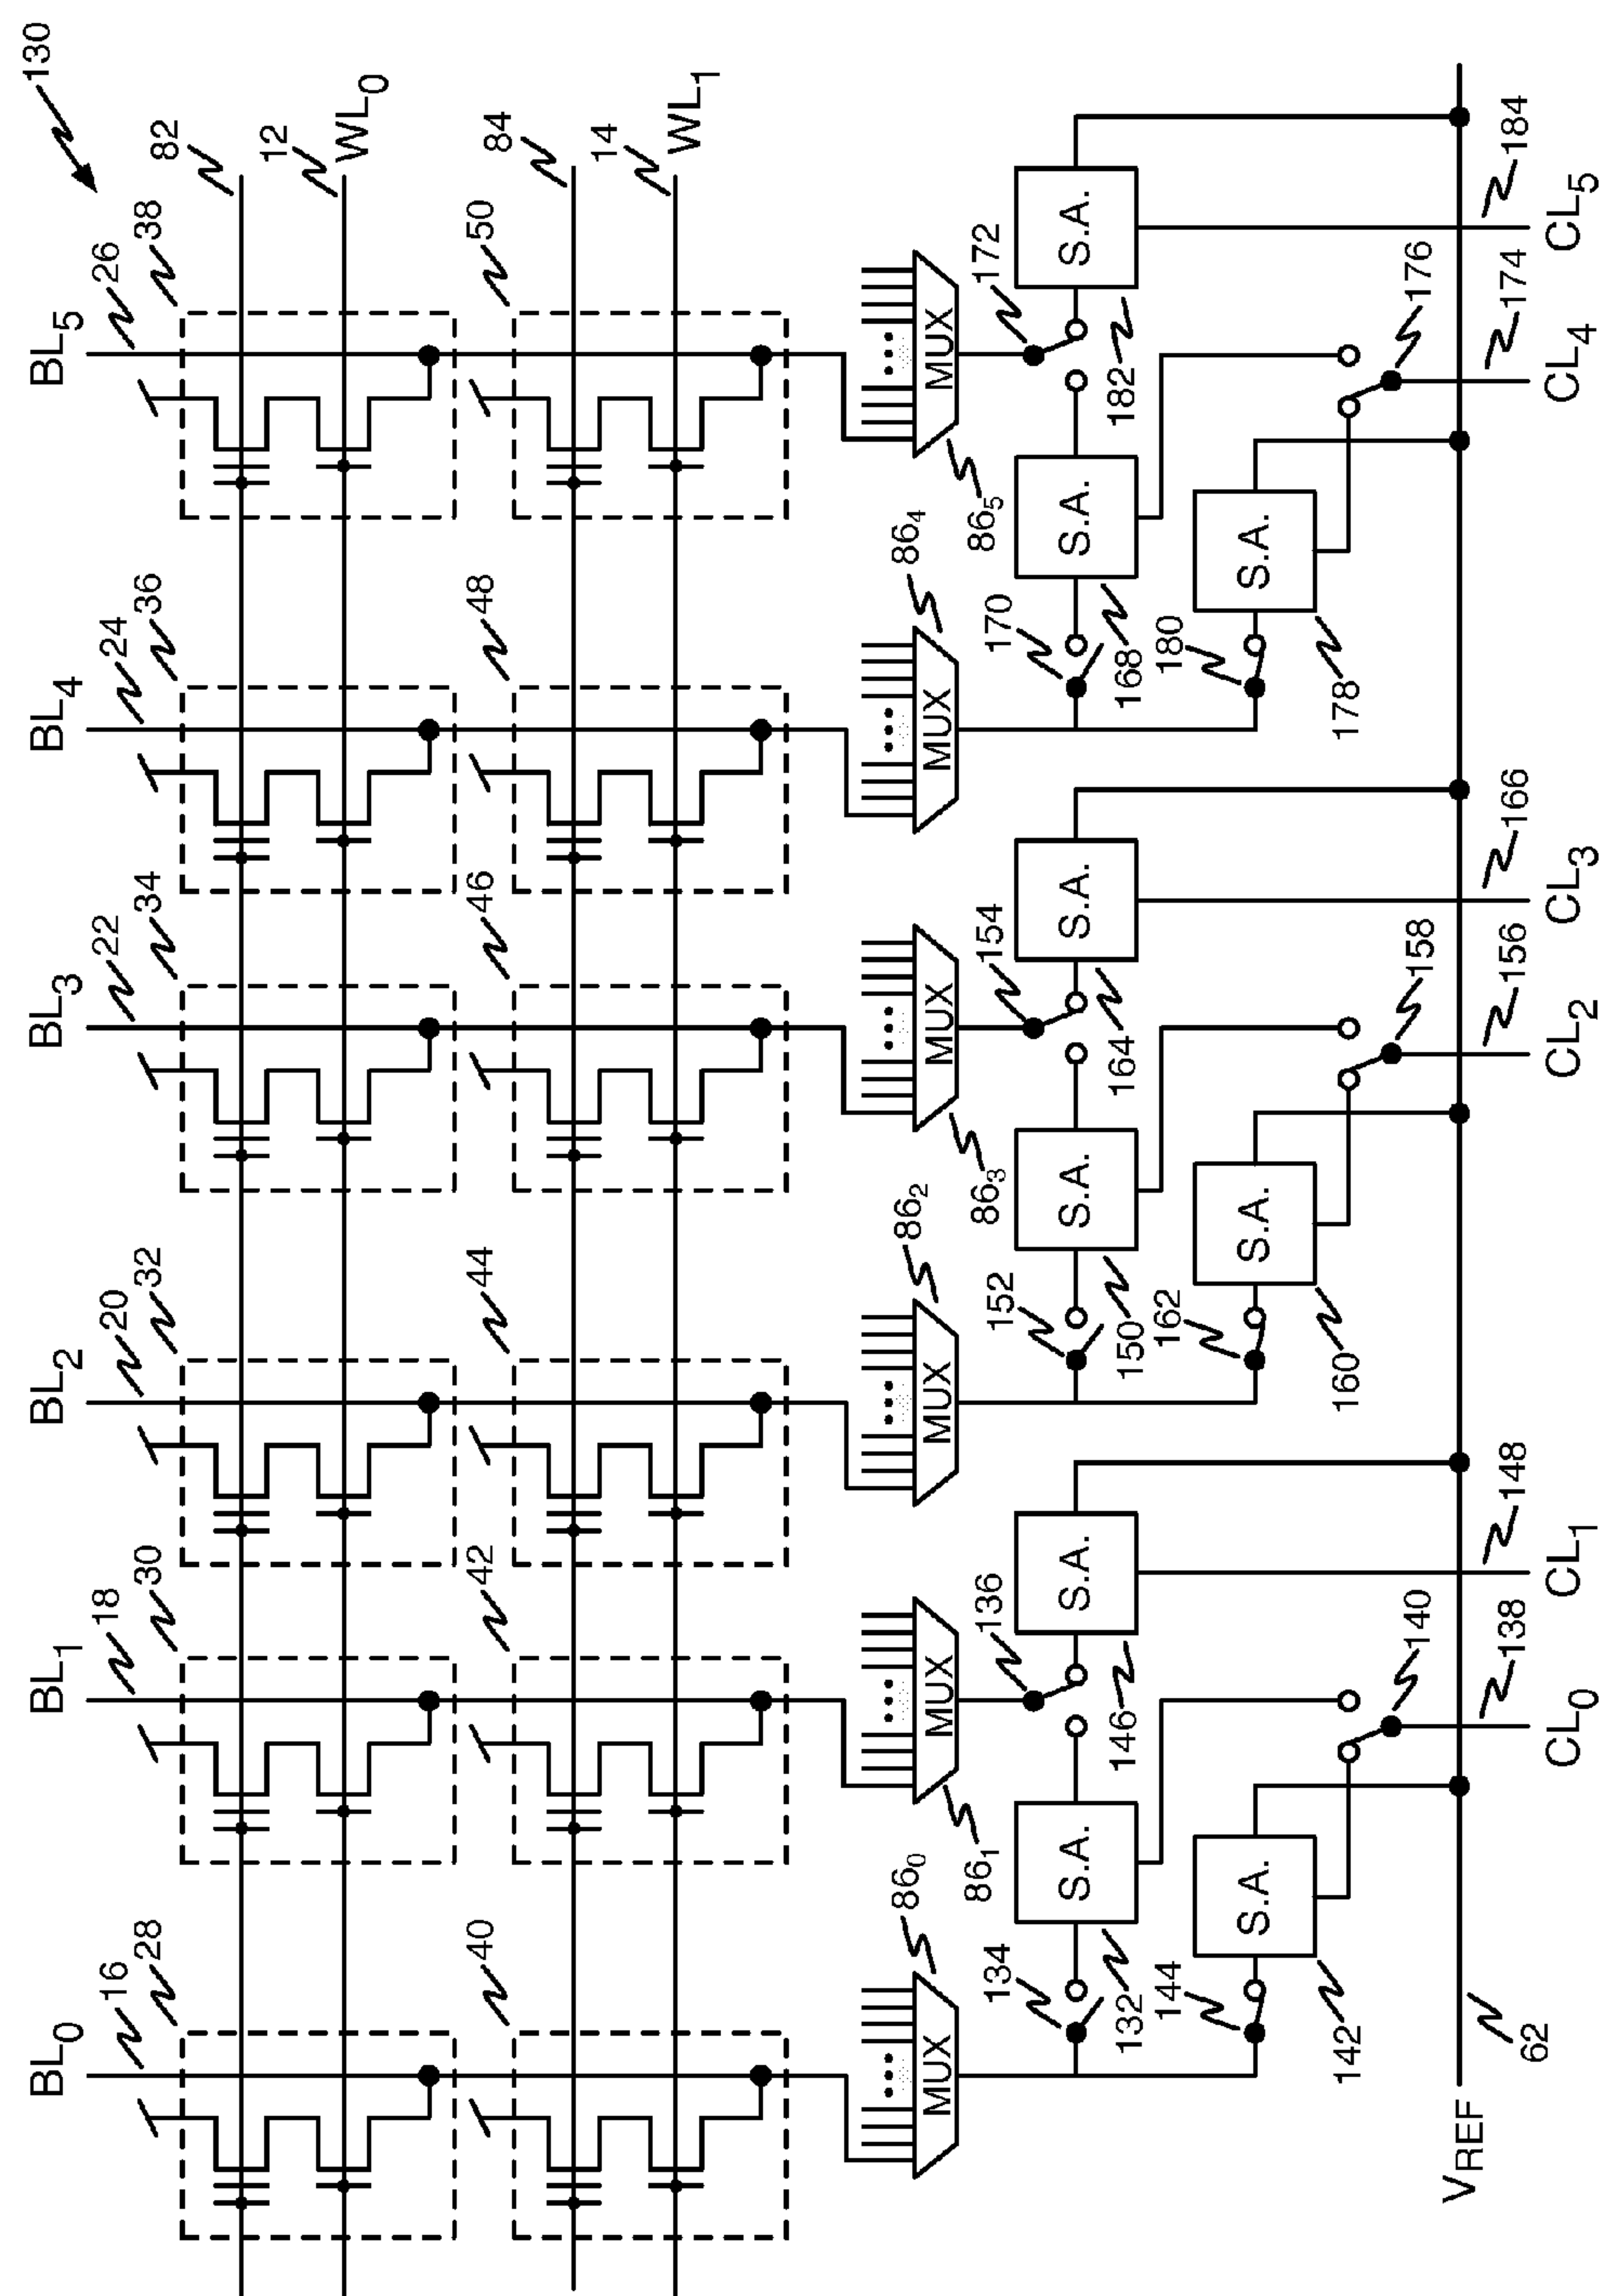 130
82
12
WL0
84
14
WL1
BL0
16
28
40
BL1
18
30
42
BL2
20
32
44
BL3
22
34
46
BL4
24
36
48
BL5
26
38
50
MUX
860
MUX
861
MUX
862
MUX
863
MUX
864
MUX
865
134
S.A.
132
136
S.A.
146
152
S.A.
150
154
S.A.
164
170
S.A.
168
172
S.A.
182
144
S.A.
142
162
S.A.
160
180
S.A.
178
140
158
176
VREF
62
138
148
156
166
174
184
CL0
CL1
CL2
CL3
CL4
CL5